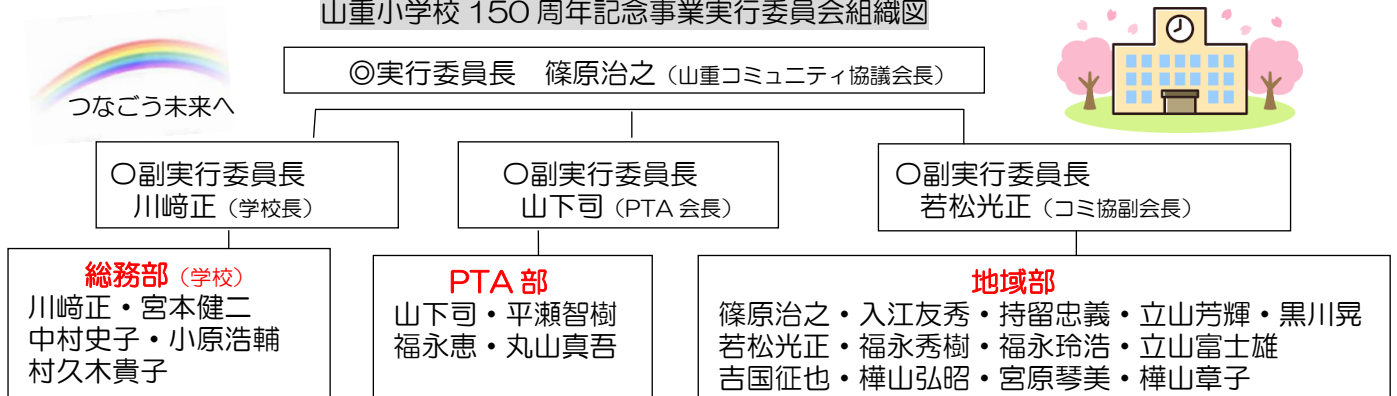 山重小学校 150 周年記念事業実行委員会組織図
つなごう未来へ
◎実行委員長　篠原治之（山重コミュニティ協議会長）
〇副実行委員長
川﨑正（学校長）
〇副実行委員長
山下司（PTA 会長）
〇副実行委員長
若松光正（コミ協副会長）
総務部（学校）
川﨑正・宮本健二
中村史子・小原浩輔
村久木貴子
PTA 部
山下司・平瀬智樹
福永恵・丸山真吾
地域部
篠原治之・入江友秀・持留忠義・立山芳輝・黒川晃
若松光正・福永秀樹・福永玲浩・立山富士雄
吉国征也・樺山弘昭・宮原琴美・樺山章子